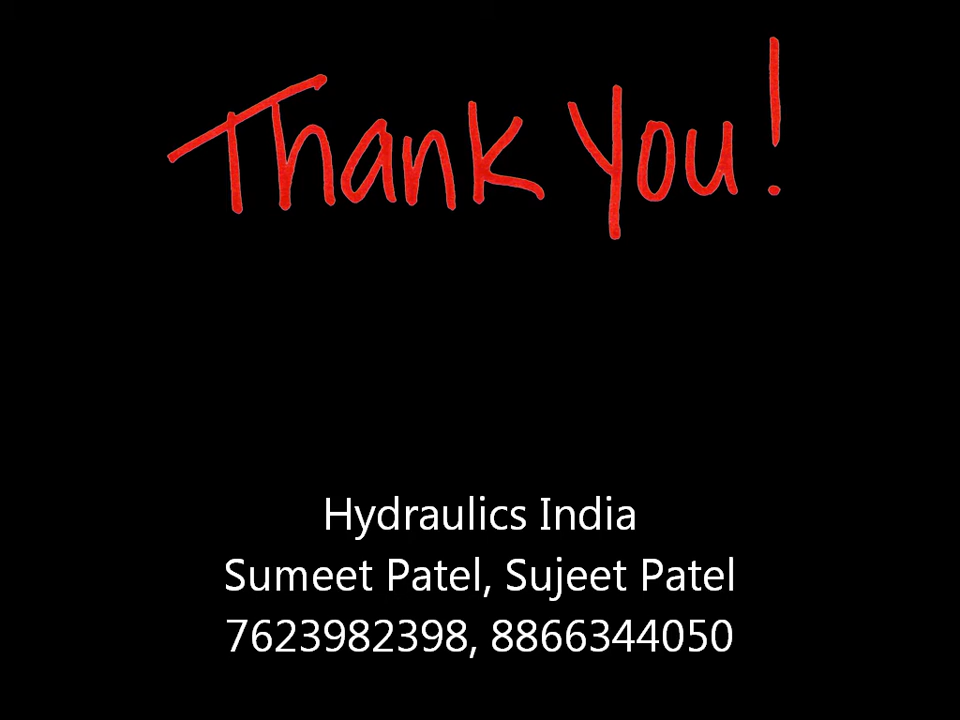 Thank You!
Hydraulics India
Sumeet Patel, Sujeet Patel
7623982398, 8866344050